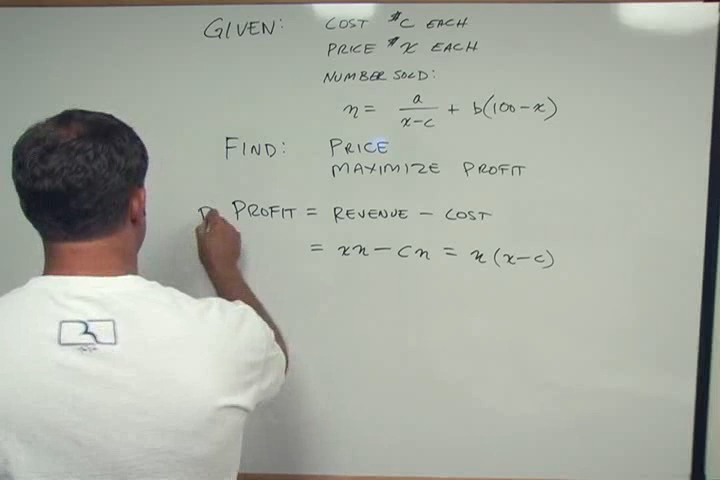 GIVEN: COST $C EACH
PRICE $x EACH
NUMBER SOLD:
n = a/(x-c) + b(100-x)
FIND: PRICE
MAXIMIZE PROFIT
P PROFIT = REVENUE - COST
= xn - cn = n(x-c)